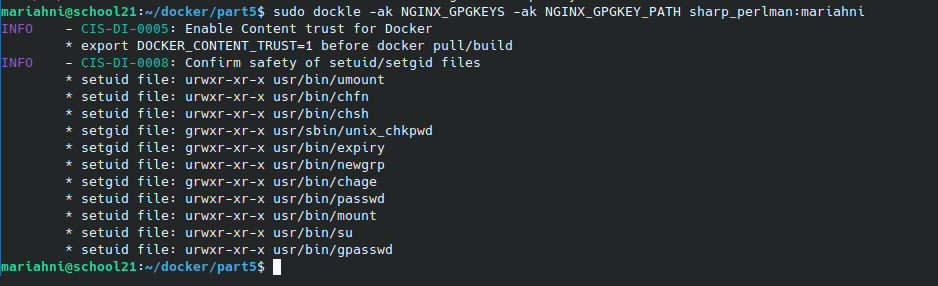 mariahni@school21:~/docker/part5$ sudo dockle -ak NGINX_GPGKEYS -ak NGINX_GPGKEY_PATH sharp_perlman:mariahni
INFO    - CIS-DI-0005: Enable Content trust for Docker
        * export DOCKER_CONTENT_TRUST=1 before docker pull/build
INFO    - CIS-DI-0008: Confirm safety of setuid/setgid files
        * setuid file: urwxr-xr-x usr/bin/umount
        * setuid file: urwxr-xr-x usr/bin/chfn
        * setuid file: urwxr-xr-x usr/bin/chsh
        * setgid file: grwxr-xr-x usr/sbin/unix_chkpwd
        * setgid file: grwxr-xr-x usr/bin/expiry
        * setuid file: urwxr-xr-x usr/bin/newgrp
        * setgid file: grwxr-xr-x usr/bin/chage
        * setuid file: urwxr-xr-x usr/bin/passwd
        * setuid file: urwxr-xr-x usr/bin/mount
        * setuid file: urwxr-xr-x usr/bin/su
        * setuid file: urwxr-xr-x usr/bin/gpasswd
mariahni@school21:~/docker/part5$